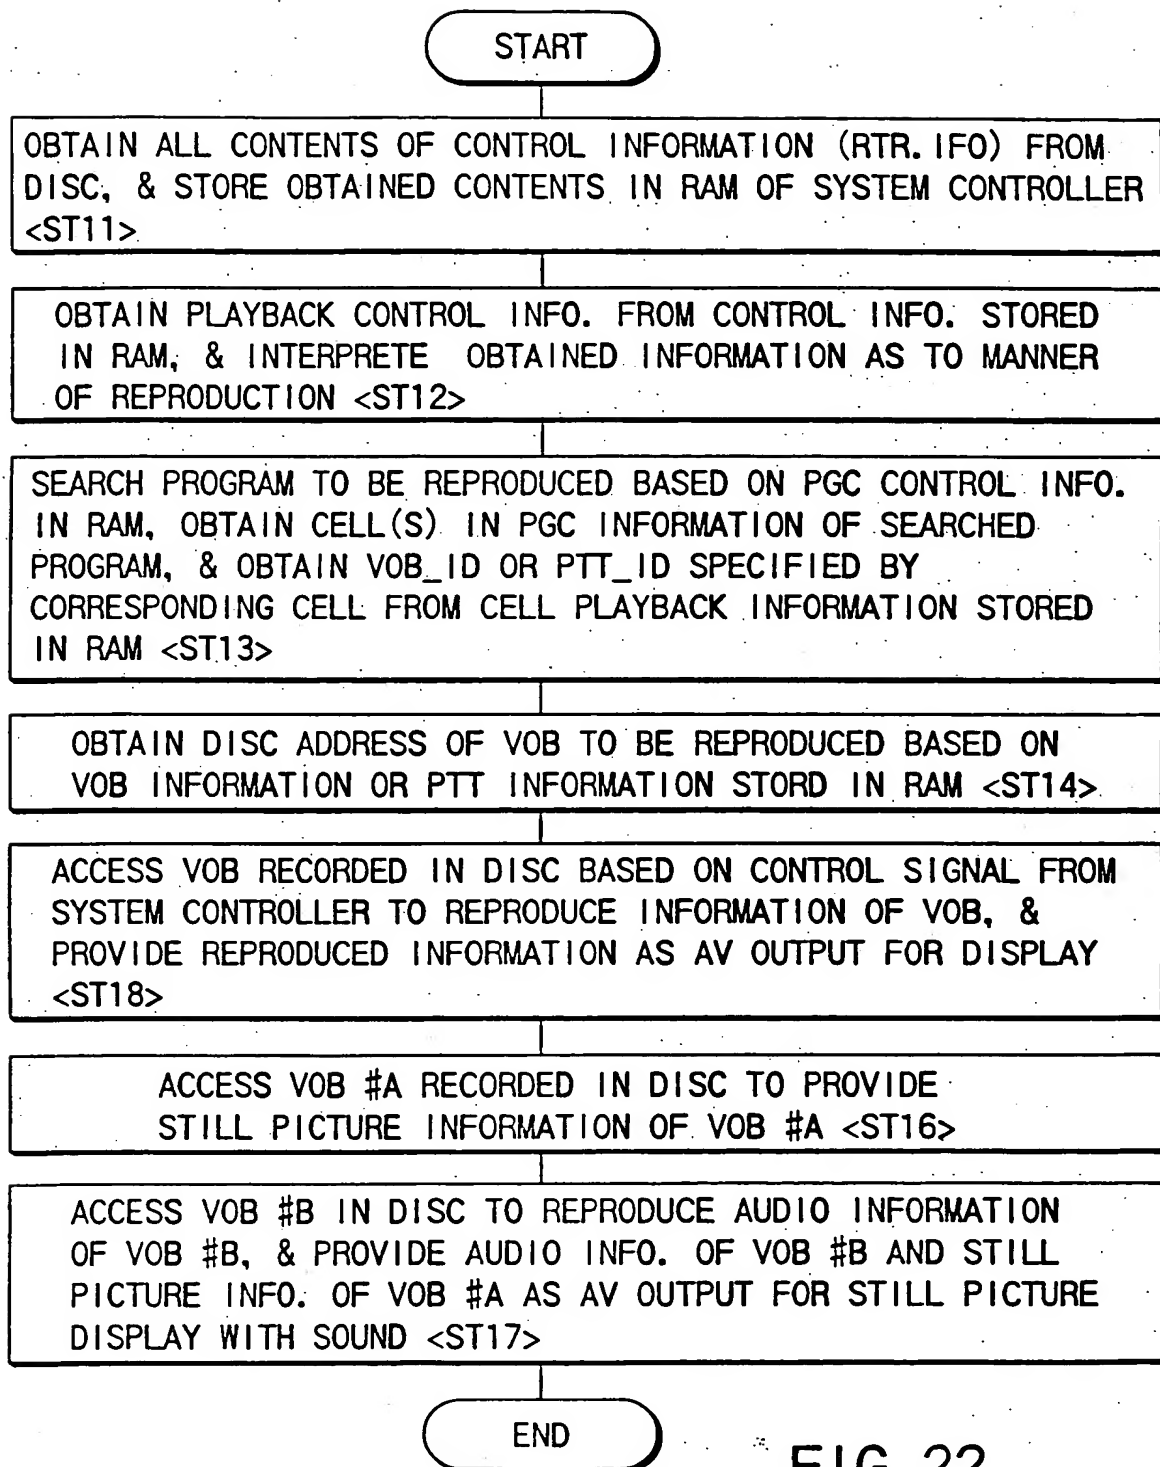 START
OBTAIN ALL CONTENTS OF CONTROL INFORMATION (RTR.IFO) FROM
DISC, & STORE OBTAINED CONTENTS IN RAM OF SYSTEM CONTROLLER
<ST11>
OBTAIN PLAYBACK CONTROL INFO. FROM CONTROL INFO. STORED
IN RAM, & INTERPRETE OBTAINED INFORMATION AS TO MANNER
OF REPRODUCTION <ST12>
SEARCH PROGRAM TO BE REPRODUCED BASED ON PGC CONTROL INFO.
IN RAM, OBTAIN CELL(S) IN PGC INFORMATION OF SEARCHED
PROGRAM, & OBTAIN VOB_ID OR PTT_ID SPECIFIED BY
CORRESPONDING CELL FROM CELL PLAYBACK INFORMATION STORED
IN RAM <ST13>
OBTAIN DISC ADDRESS OF VOB TO BE REPRODUCED BASED ON
VOB INFORMATION OR PTT INFORMATION STORD IN RAM <ST14>
ACCESS VOB RECORDED IN DISC BASED ON CONTROL SIGNAL FROM
SYSTEM CONTROLLER TO REPRODUCE INFORMATION OF VOB, &
PROVIDE REPRODUCED INFORMATION AS AV OUTPUT FOR DISPLAY
<ST18>
ACCESS VOB #A RECORDED IN DISC TO PROVIDE
STILL PICTURE INFORMATION OF VOB #A <ST16>
ACCESS VOB #B IN DISC TO REPRODUCE AUDIO INFORMATION
OF VOB #B, & PROVIDE AUDIO INFO. OF VOB #B AND STILL
PICTURE INFO. OF VOB #A AS AV OUTPUT FOR STILL PICTURE
DISPLAY WITH SOUND <ST17>
END
FIG. 22